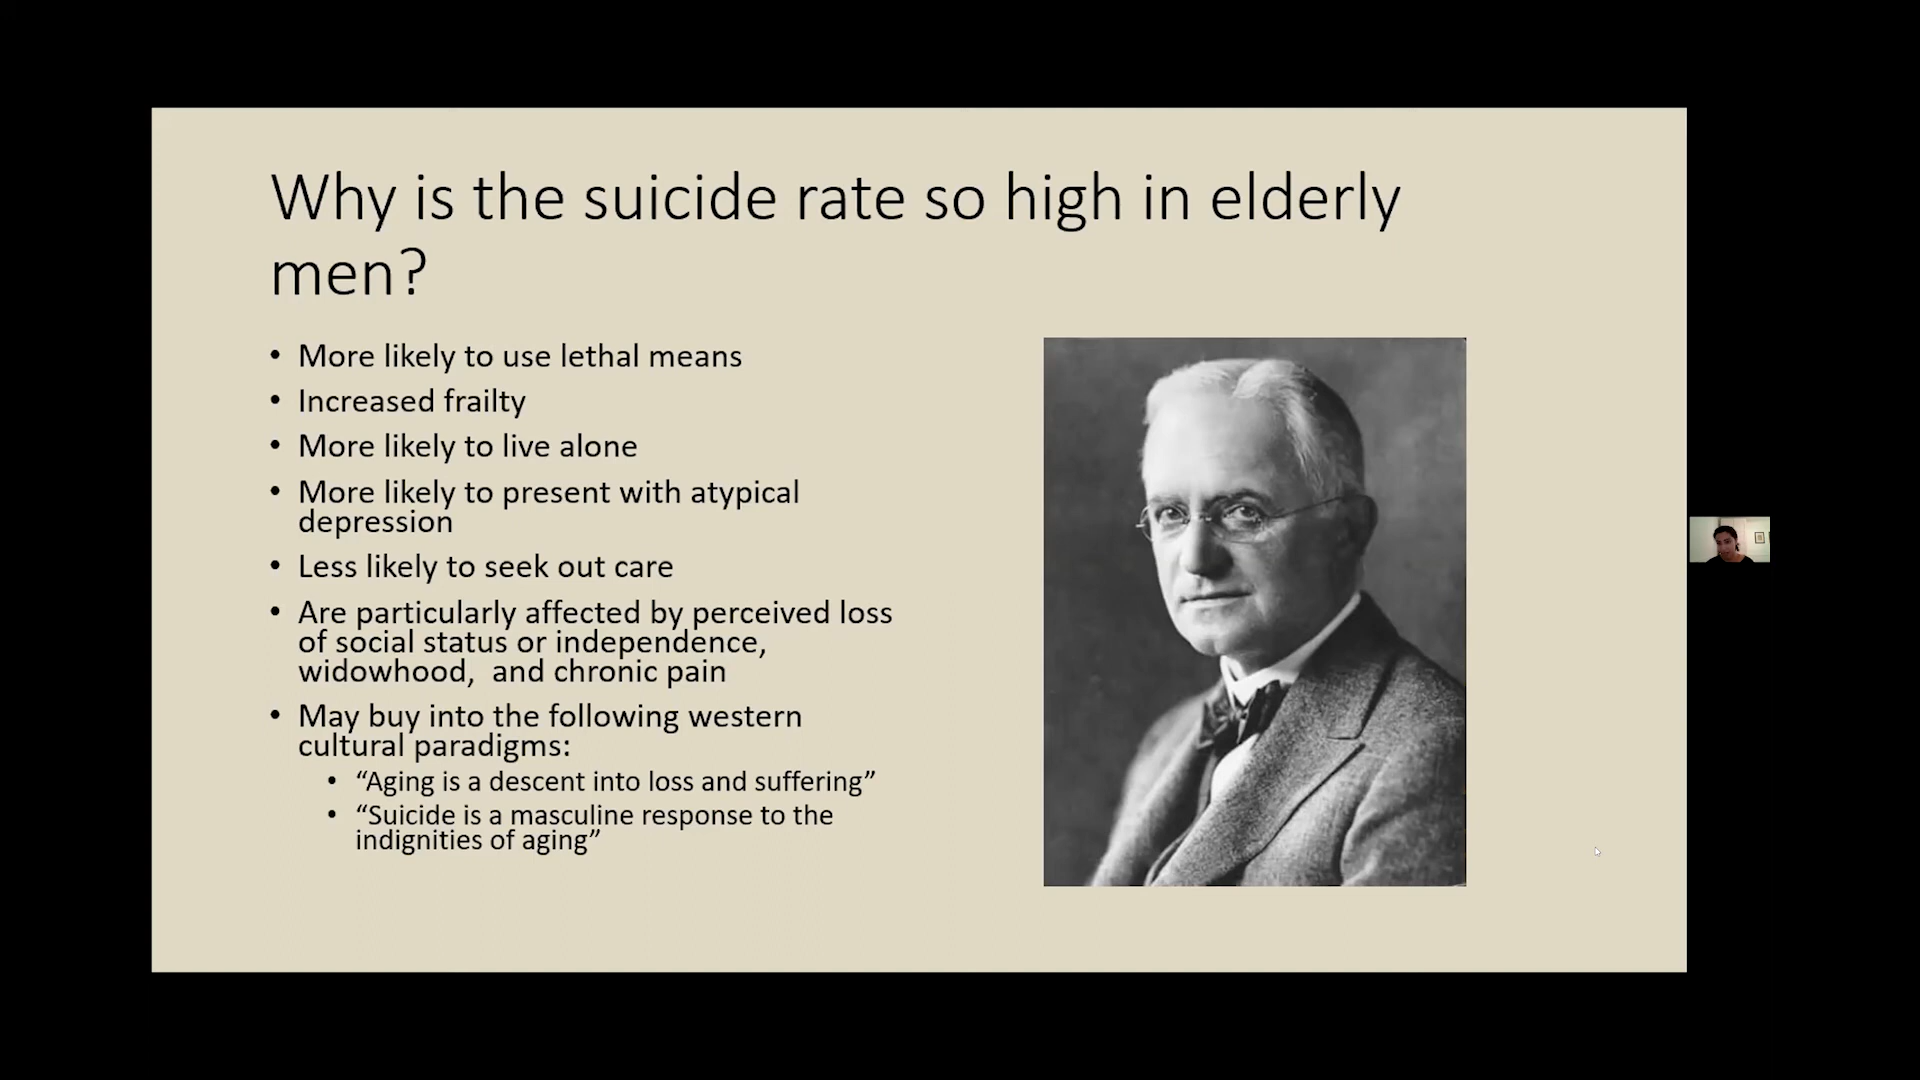 Why is the suicide rate so high in elderly
men?
• More likely to use lethal means
• Increased frailty
• More likely to live alone
• More likely to present with atypical
depression
• Less likely to seek out care
• Are particularly affected by perceived loss
of social status or independence,
widowhood,  and chronic pain
• May buy into the following western
cultural paradigms:
• “Aging is a descent into loss and suffering”
• “Suicide is a masculine response to the
indignities of aging”